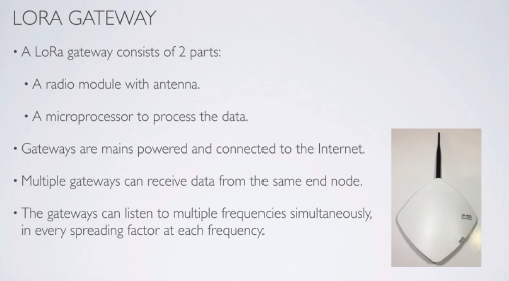 LORA GATEWAY
• A LoRa gateway consists of 2 parts:
• A radio module with antenna.
• A microprocessor to process the data.
• Gateways are mains powered and connected to the Internet.
• Multiple gateways can receive data from the same end node.
• The gateways can listen to multiple frequencies simultaneously,
in every spreading factor at each frequency.